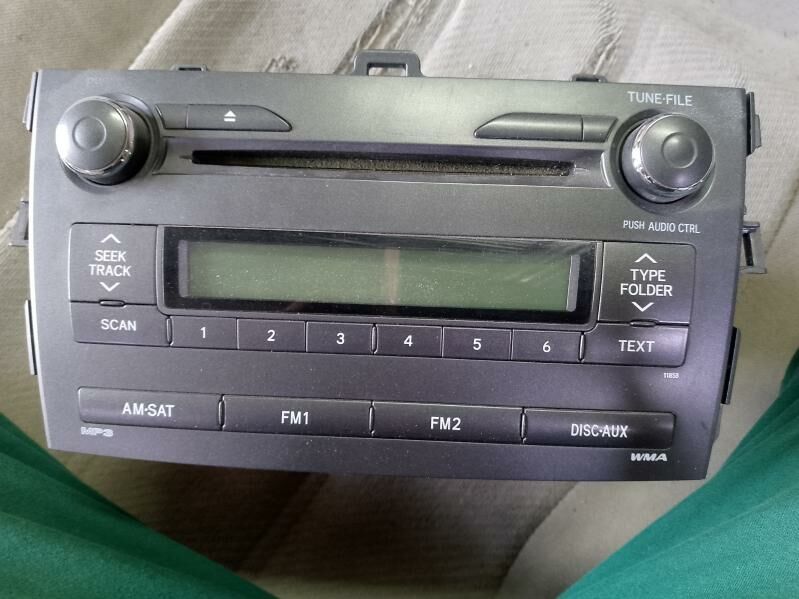 TUNE·FILE
PUSH AUDIO CTRL
SEEK
TRACK
TYPE
FOLDER
SCAN
1 2 3 4 5 6
TEXT
11858
AM·SAT
FM1
FM2
DISC·AUX
MP3
WMA